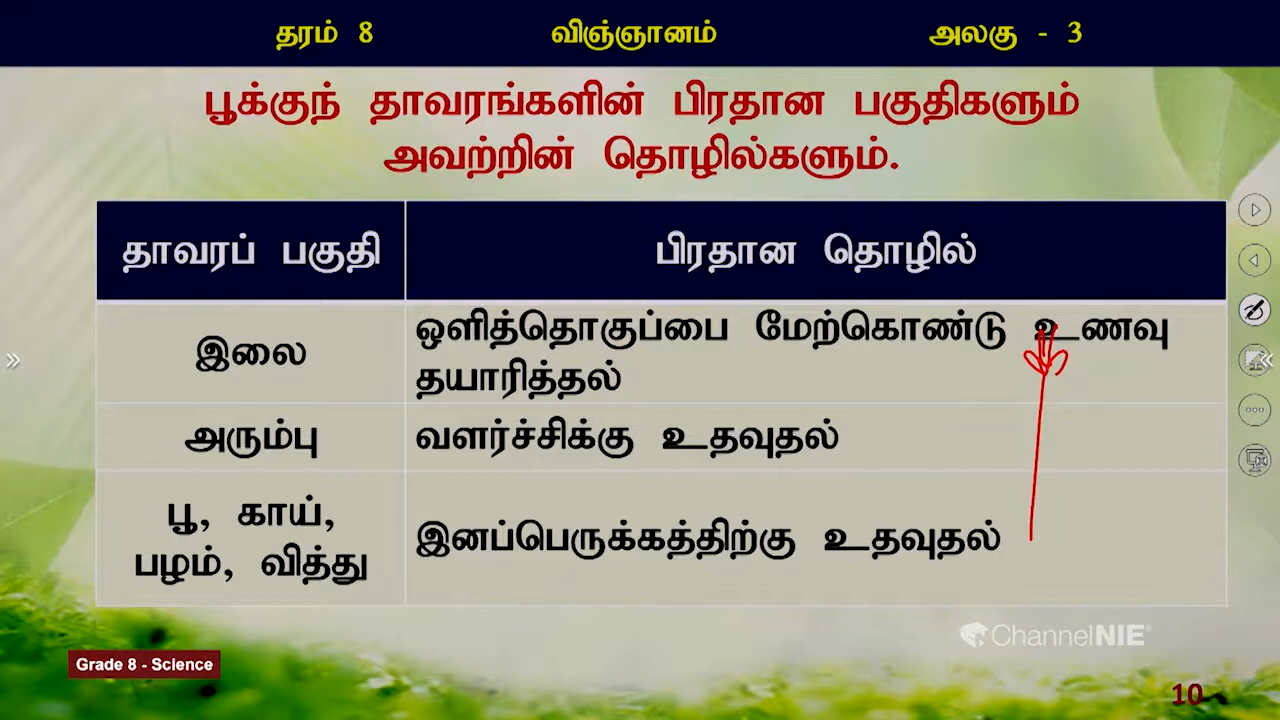 தரம் 8 விஞ்ஞானம் அலகு - 3
பூக்குந் தாவரங்களின் பிரதான பகுதிகளும்
அவற்றின் தொழில்களும்.
தாவரப் பகுதி பிரதான தொழில்
இலை
ஒளித்தொகுப்பை மேற்கொண்டு உணவு
தயாரித்தல்
அரும்பு வளர்ச்சிக்கு உதவுதல்
பூ, காய்,
பழம், வித்து
இனப்பெருக்கத்திற்கு உதவுதல்
ChannelNIE
Grade 8 - Science
10